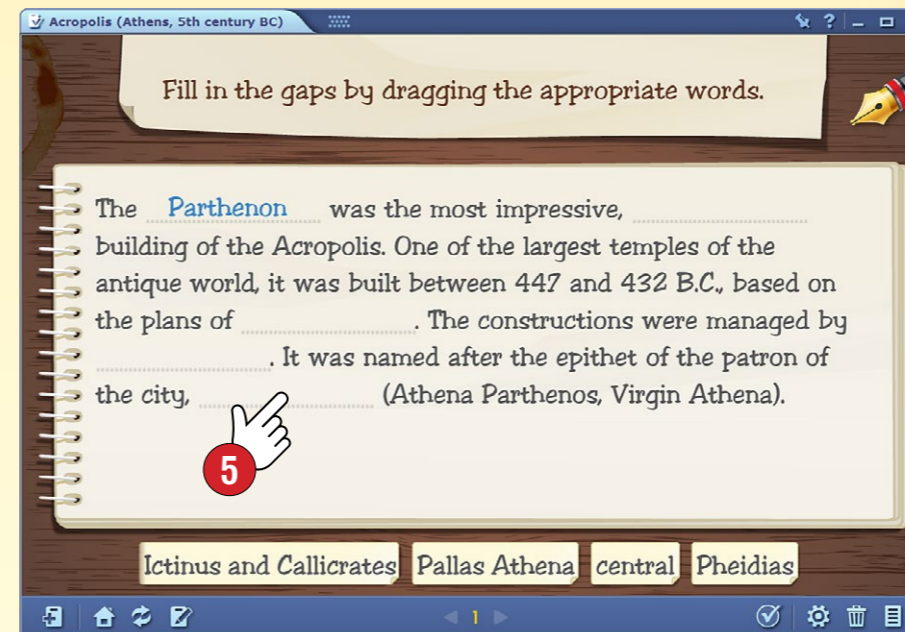 Acropolis (Athens, 5th century BC)
?
Fill in the gaps by dragging the appropriate words.
The Parthenon was the most impressive,
building of the Acropolis. One of the largest temples of the
antique world, it was built between 447 and 432 B.C., based on
the plans of . The constructions were managed by
. It was named after the epithet of the patron of
the city, (Athena Parthenos, Virgin Athena).
5
Ictinus and Callicrates Pallas Athena central Pheidias
1